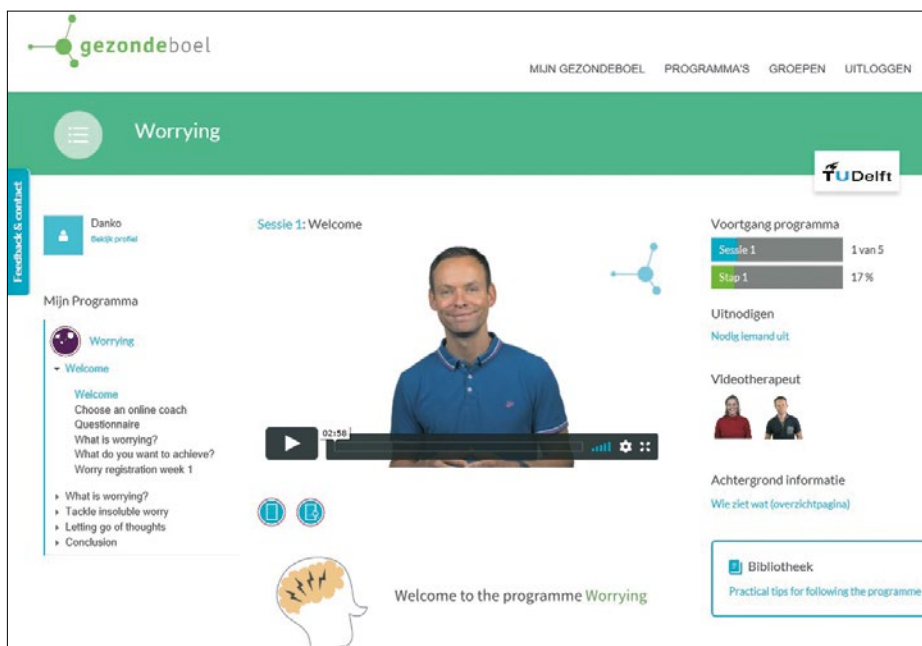 gezondeboel
MIJN GEZONDEBOEL PROGRAMMA'S GROEPEN UITLOGGEN
Worrying
TU Delft
Feedback & contact
Danko
Bekijk profiel
Mijn Programma
Worrying
Welcome
Welcome
Choose an online coach
Questionnaire
What is worrying?
What do you want to achieve?
Worry registration week 1
What is worrying?
Tackle insoluble worry
Letting go of thoughts
Conclusion
Sessie 1: Welcome
02:58
Welcome to the programme Worrying
Voortgang programma
Sessie 1 1 van 5
Stap 1 17 %
Uitnodigen
Nodig iemand uit
Videotherapeut
Achtergrond informatie
Wie ziet wat (overzichtpagina)
Bibliotheek
Practical tips for following the programme